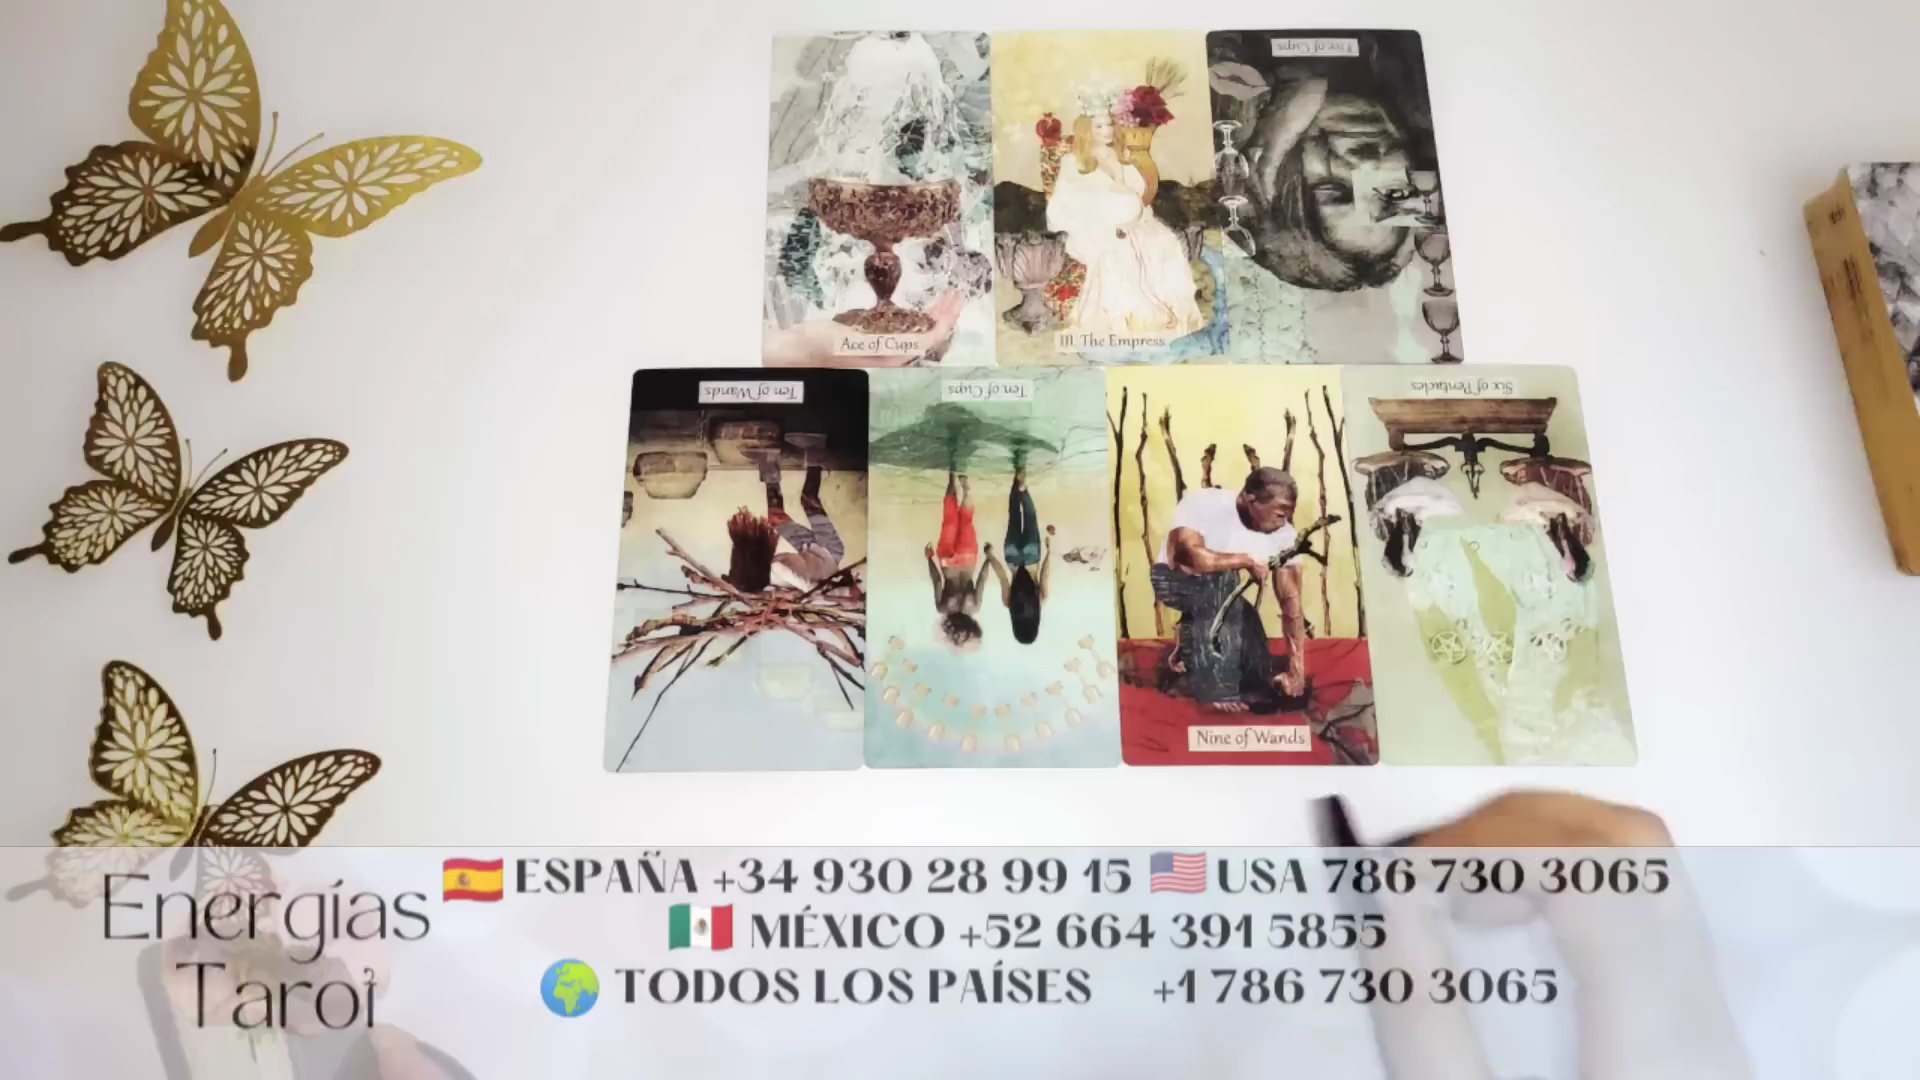 Ace of Cups
III. The Empress
Five of Cups
Ten of Wands
Ten of Cups
Nine of Wands
Six of Pentacles
Energías
Tarot
ESPAÑA +34 930 28 99 15 USA 786 730 3065
MÉXICO +52 664 391 5855
TODOS LOS PAÍSES +1 786 730 3065